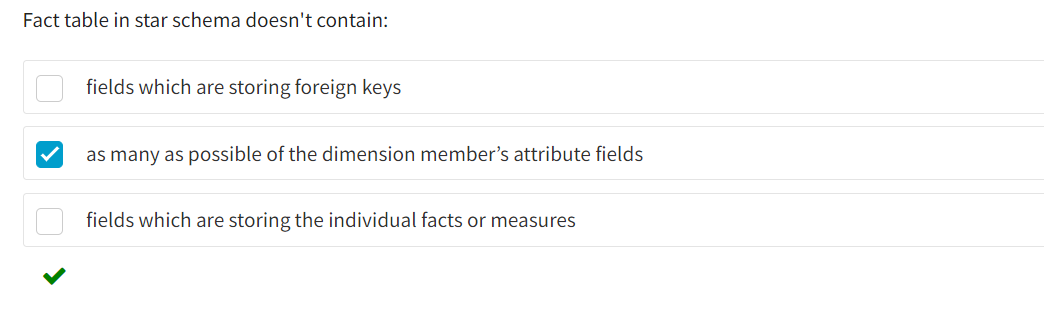 Fact table in star schema doesn't contain:
fields which are storing foreign keys
as many as possible of the dimension member’s attribute fields
fields which are storing the individual facts or measures